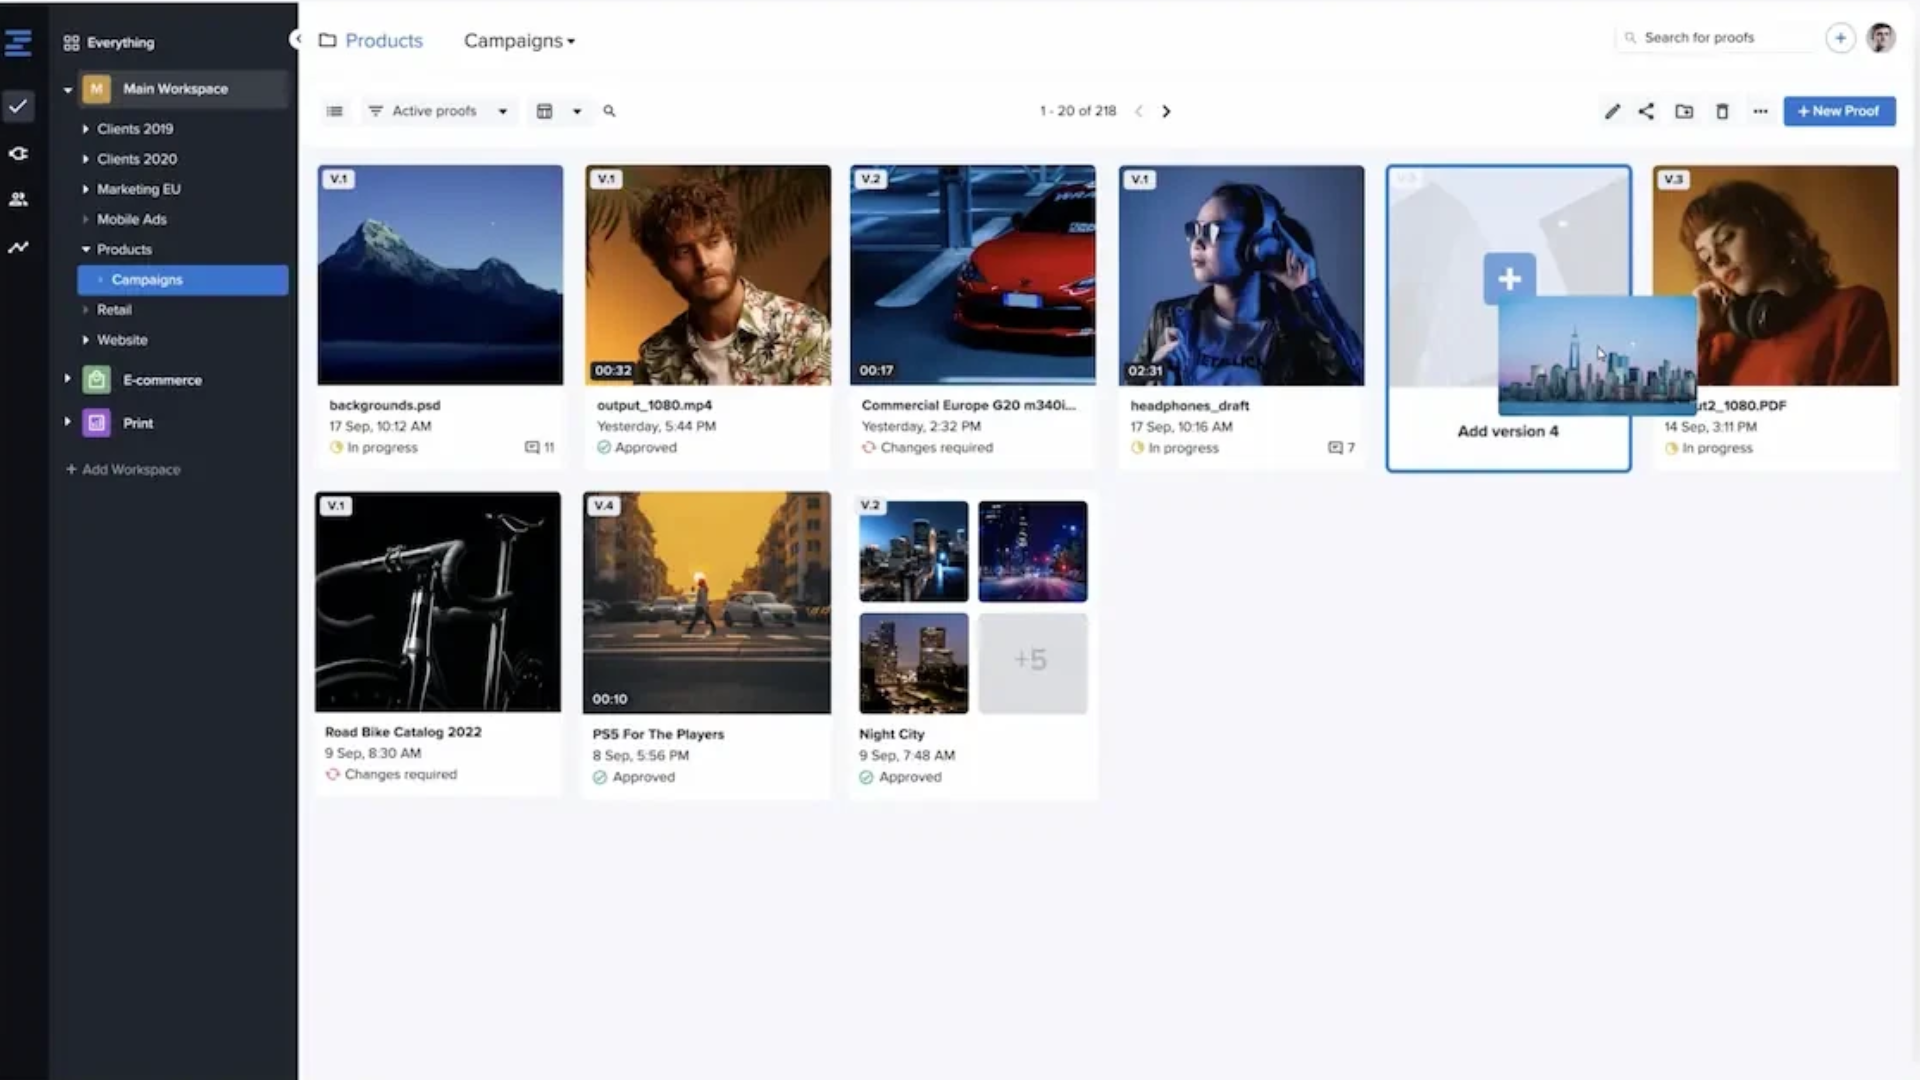 Everything
Products
Campaigns
Search for proofs
M Main Workspace
Clients 2019
Clients 2020
Marketing EU
Mobile Ads
Products
Campaigns
Retail
Website
E-commerce
Print
+ Add Workspace
Active proofs
1 - 20 of 218
+ New Proof
V.1
backgrounds.psd
17 Sep, 10:12 AM
In progress
11
V.1
00:32
output_1080.mp4
Yesterday, 5:44 PM
Approved
V.2
00:17
Commercial Europe G20 m340i...
Yesterday, 2:32 PM
Changes required
V.1
02:31
headphones_draft
17 Sep, 10:16 AM
In progress
7
Add version 4
V.3
ut2_1080.PDF
14 Sep, 3:11 PM
In progress
V.1
Road Bike Catalog 2022
9 Sep, 8:30 AM
Changes required
V.4
00:10
PS5 For The Players
8 Sep, 5:56 PM
Approved
V.2
+5
Night City
9 Sep, 7:48 AM
Approved